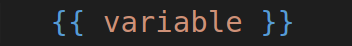 {{ variable }}